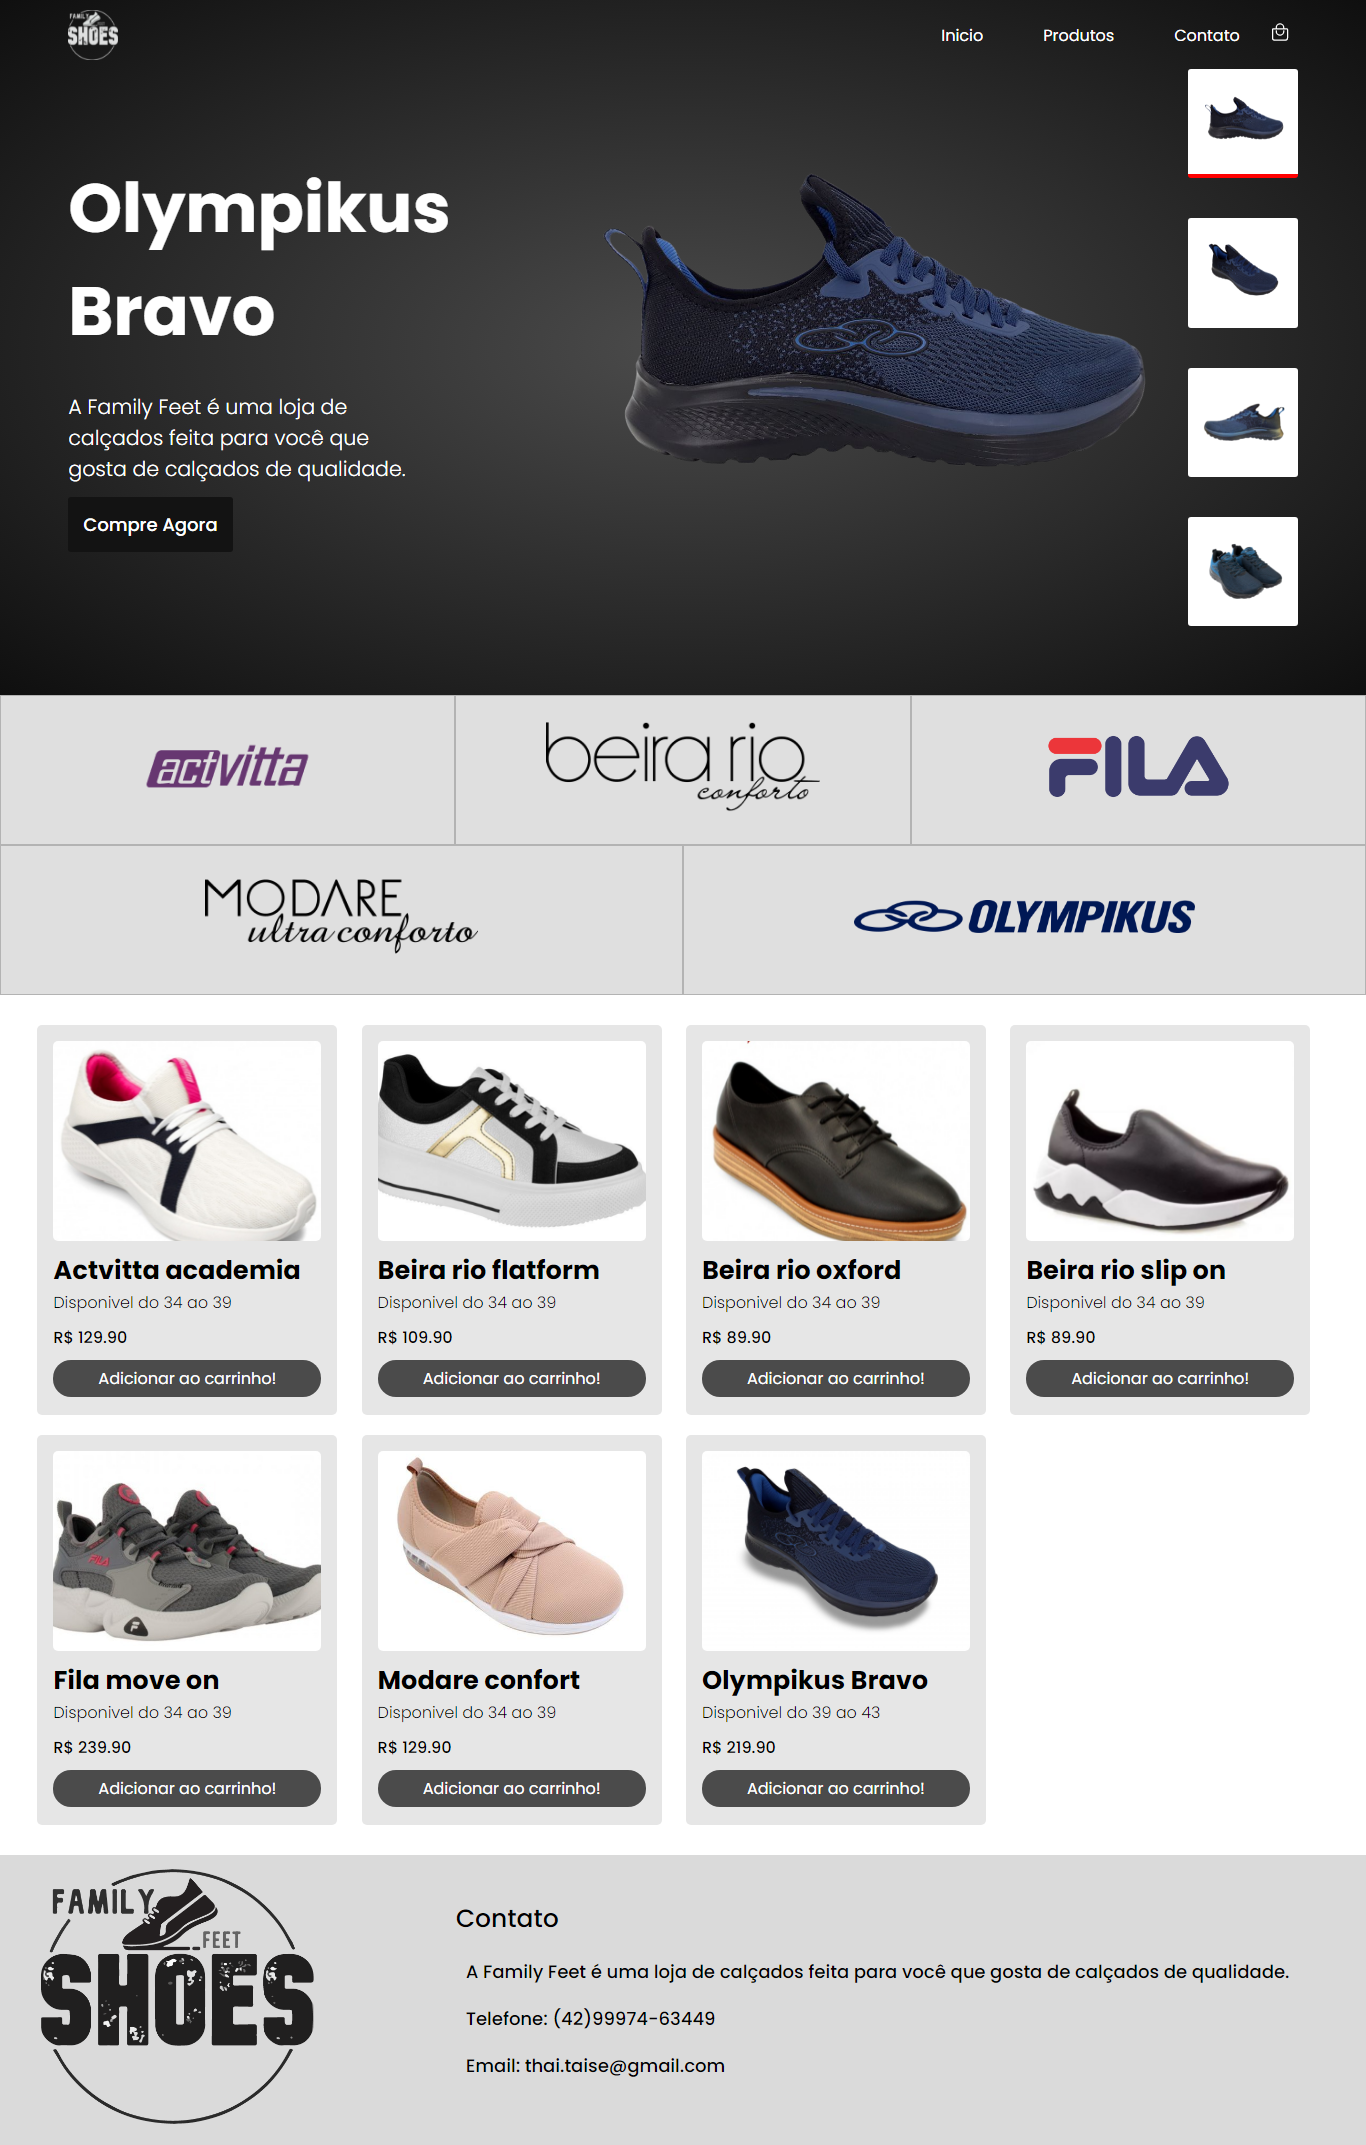 FAMILY
SHOES
Inicio
Produtos
Contato
Olympikus
Bravo
A Family Feet é uma loja de
calçados feita para você que
gosta de calçados de qualidade.
Compre Agora
actvitta
beira rio
conforto
FILA
MODARE
ultraconforto
OLYMPIKUS
Actvitta academia
Disponivel do 34 ao 39
R$ 129.90
Adicionar ao carrinho!
Beira rio flatform
Disponivel do 34 ao 39
R$ 109.90
Adicionar ao carrinho!
Beira rio oxford
Disponivel do 34 ao 39
R$ 89.90
Adicionar ao carrinho!
Beira rio slip on
Disponivel do 34 ao 39
R$ 89.90
Adicionar ao carrinho!
FILA
F
Fila move on
Disponivel do 34 ao 39
R$ 239.90
Adicionar ao carrinho!
Modare confort
Disponivel do 34 ao 39
R$ 129.90
Adicionar ao carrinho!
Olympikus Bravo
Disponivel do 39 ao 43
R$ 219.90
Adicionar ao carrinho!
FAMILY
FEET
SHOES
Contato
A Family Feet é uma loja de calçados feita para você que gosta de calçados de qualidade.
Telefone: (42)99974-63449
Email: thai.taise@gmail.com